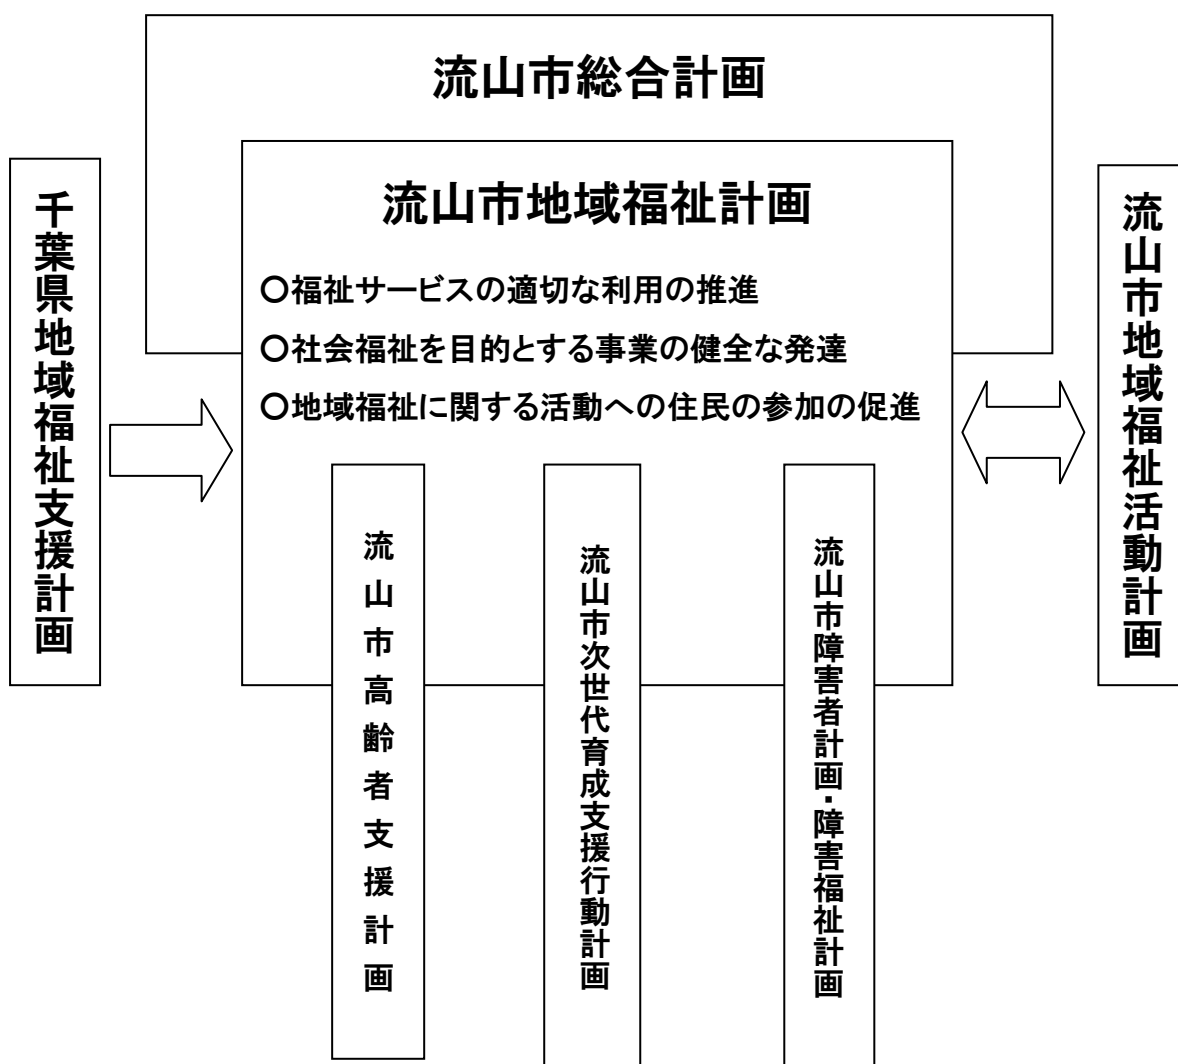 流山市総合計画
流山市地域福祉計画
○福祉サービスの適切な利用の推進
○社会福祉を目的とする事業の健全な発達
○地域福祉に関する活動への住民の参加の促進
千葉県地域福祉支援計画
流山市地域福祉活動計画
流山市高齢者支援計画
流山市次世代育成支援行動計画
流山市障害者計画・障害福祉計画